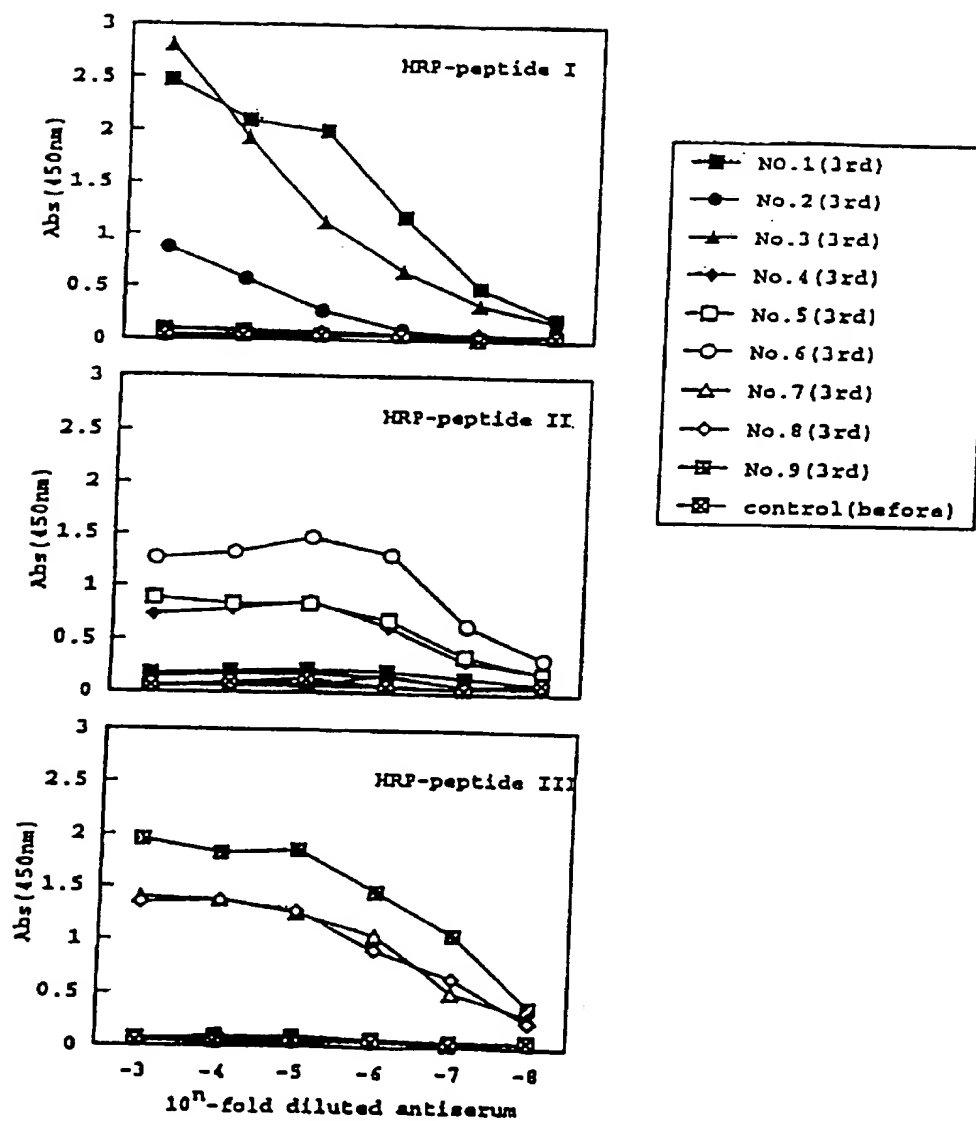 HRP-peptide I
3
2.5
2
1.5
1
0.5
0
Abs(450nm)
HRP-peptide II
3
2.5
2
1.5
1
0.5
0
Abs(450nm)
HRP-peptide III
3
2.5
2
1.5
1
0.5
0
Abs(450nm)
-3 -4 -5 -6 -7 -8
10ⁿ-fold diluted antiserum
NO.1(3rd)
No.2(3rd)
No.3(3rd)
No.4(3rd)
No.5(3rd)
No.6(3rd)
No.7(3rd)
No.8(3rd)
No.9(3rd)
control(before)